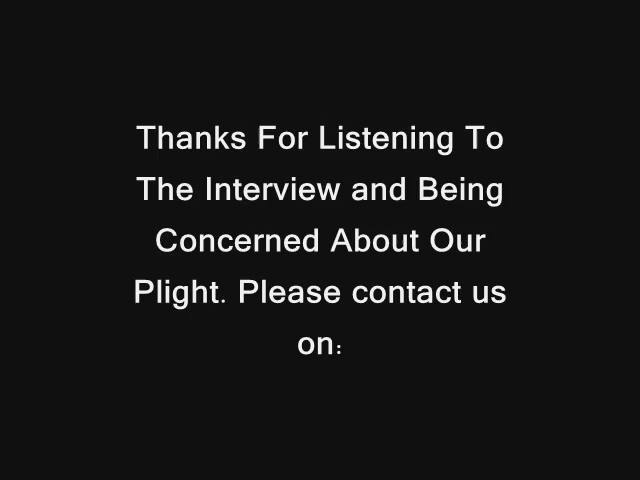 Thanks For Listening To
The Interview and Being
Concerned About Our
Plight. Please contact us
on: